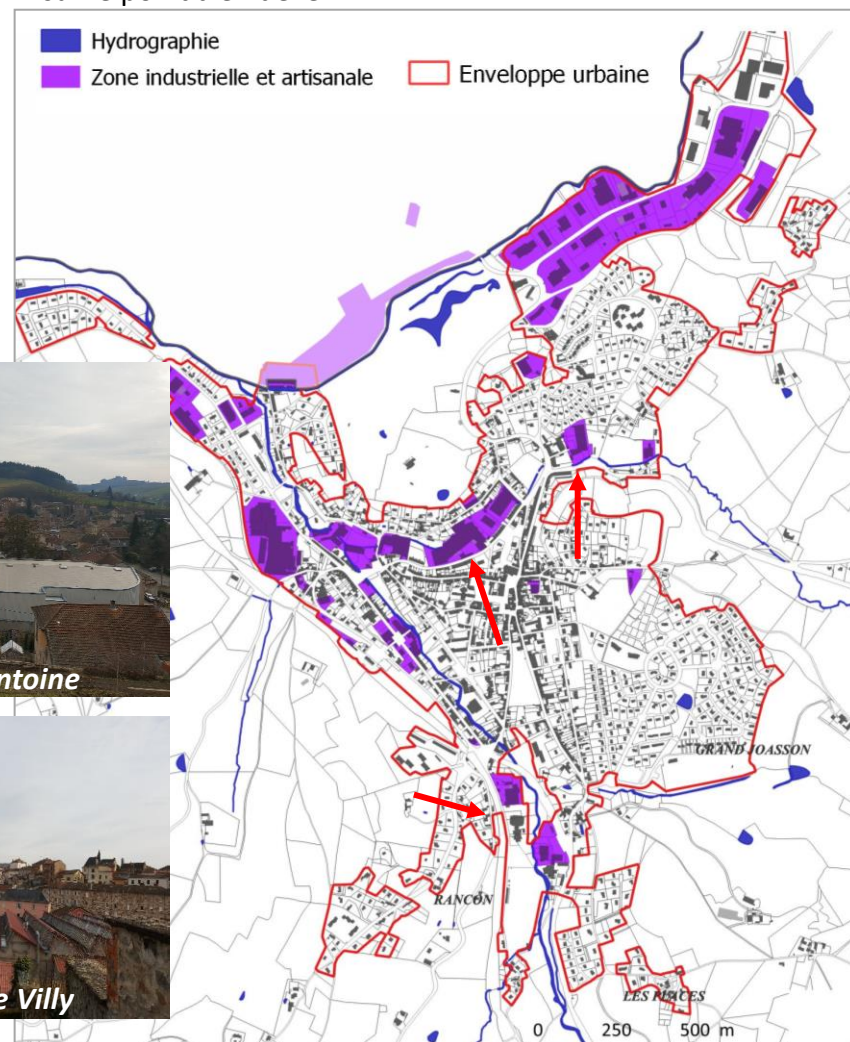 Hydrographie
Zone industrielle et artisanale
Enveloppe urbaine
ntoine
e Villy
GRAND JOASSON
RANCON
LES PLACES
0 250 500 m